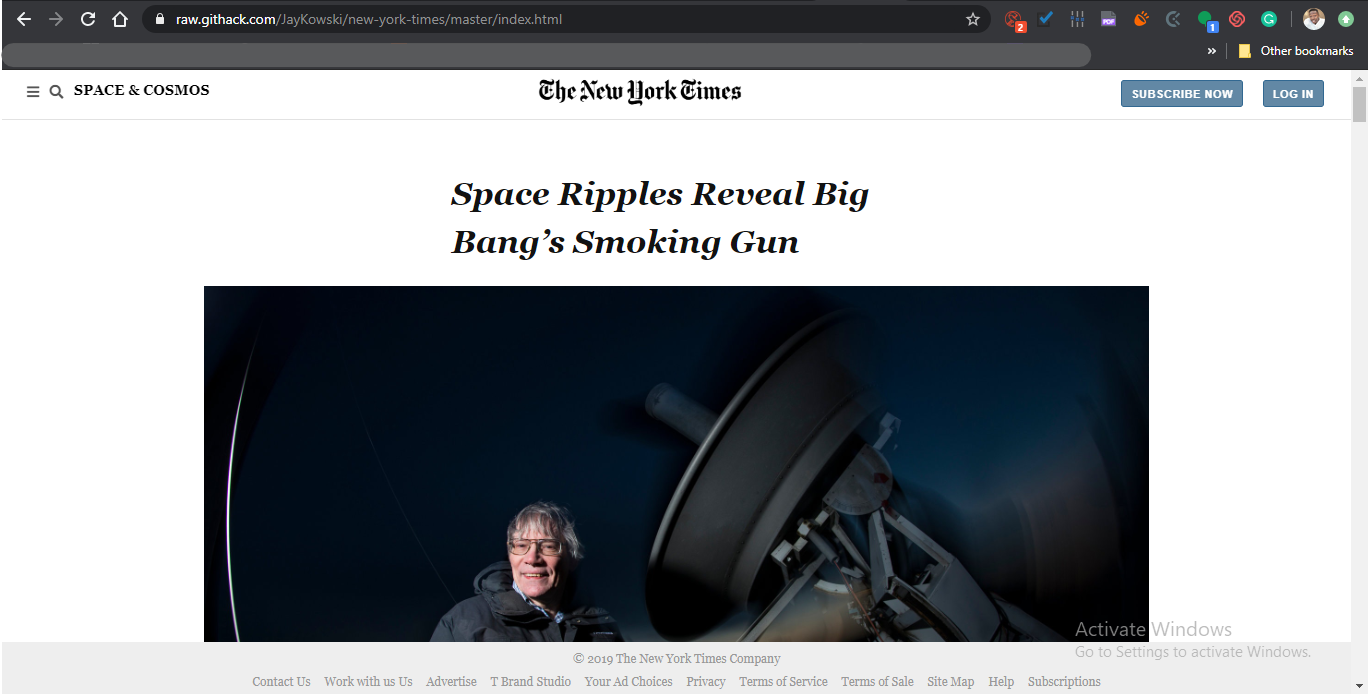 raw.githack.com/JayKowski/new-york-times/master/index.html
2
PDF
1
» Other bookmarks
SPACE & COSMOS
The New York Times
SUBSCRIBE NOW
LOG IN
Space Ripples Reveal Big
Bang’s Smoking Gun
Activate Windows
Go to Settings to activate Windows.
© 2019 The New York Times Company
Contact Us Work with us Us Advertise T Brand Studio Your Ad Choices Privacy Terms of Service Terms of Sale Site Map Help Subscriptions